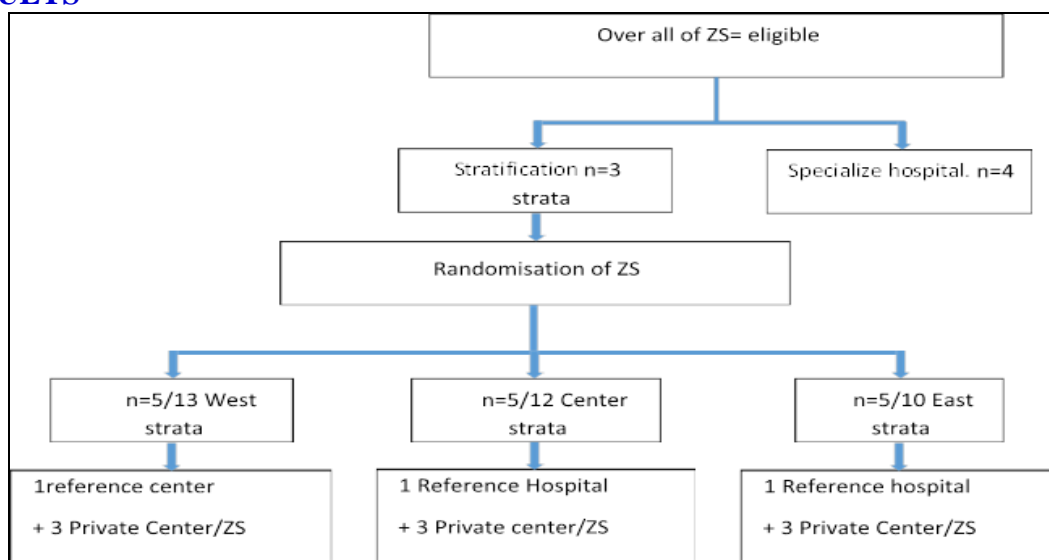 Over all of ZS= eligible
Stratification n=3
strata
Specialize hospital. n=4
Randomisation of ZS
n=5/13 West
strata
n=5/12 Center
strata
n=5/10 East
strata
1reference center
+ 3 Private Center/ZS
1 Reference Hospital
+ 3 Private center/ZS
1 Reference hospital
+ 3 Private Center/ZS